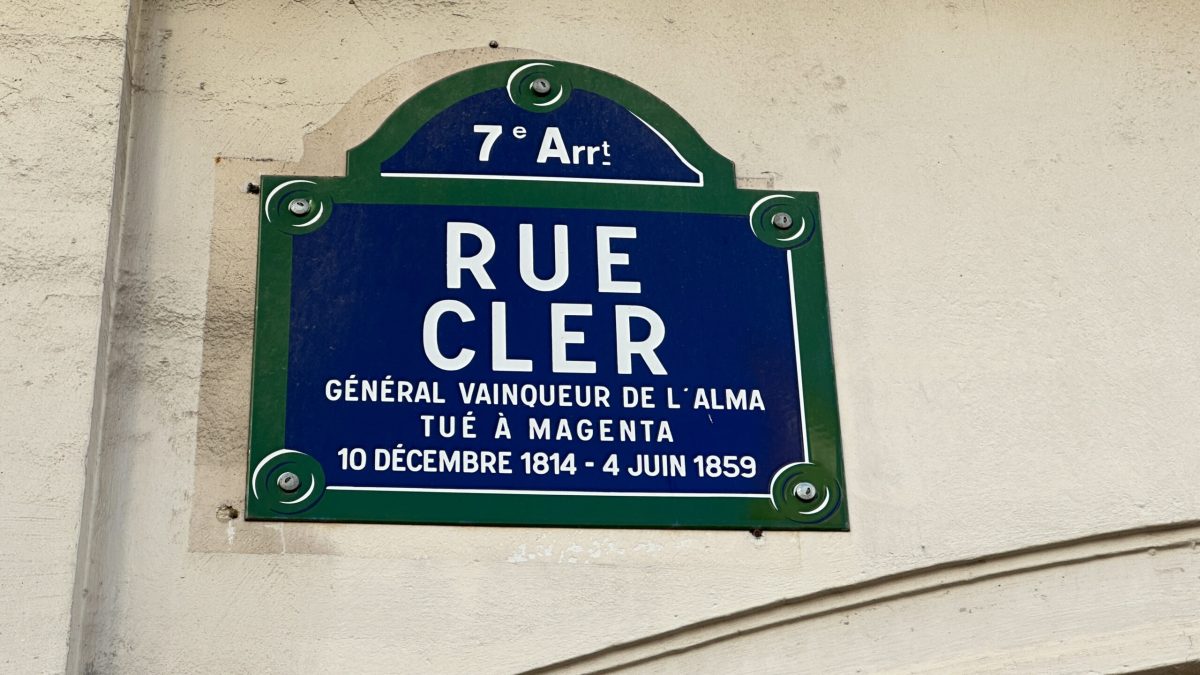 7e Arrt
RUE
CLER
GÉNÉRAL VAINQUEUR DE L'ALMA
TUÉ À MAGENTA
10 DÉCEMBRE 1814 - 4 JUIN 1859